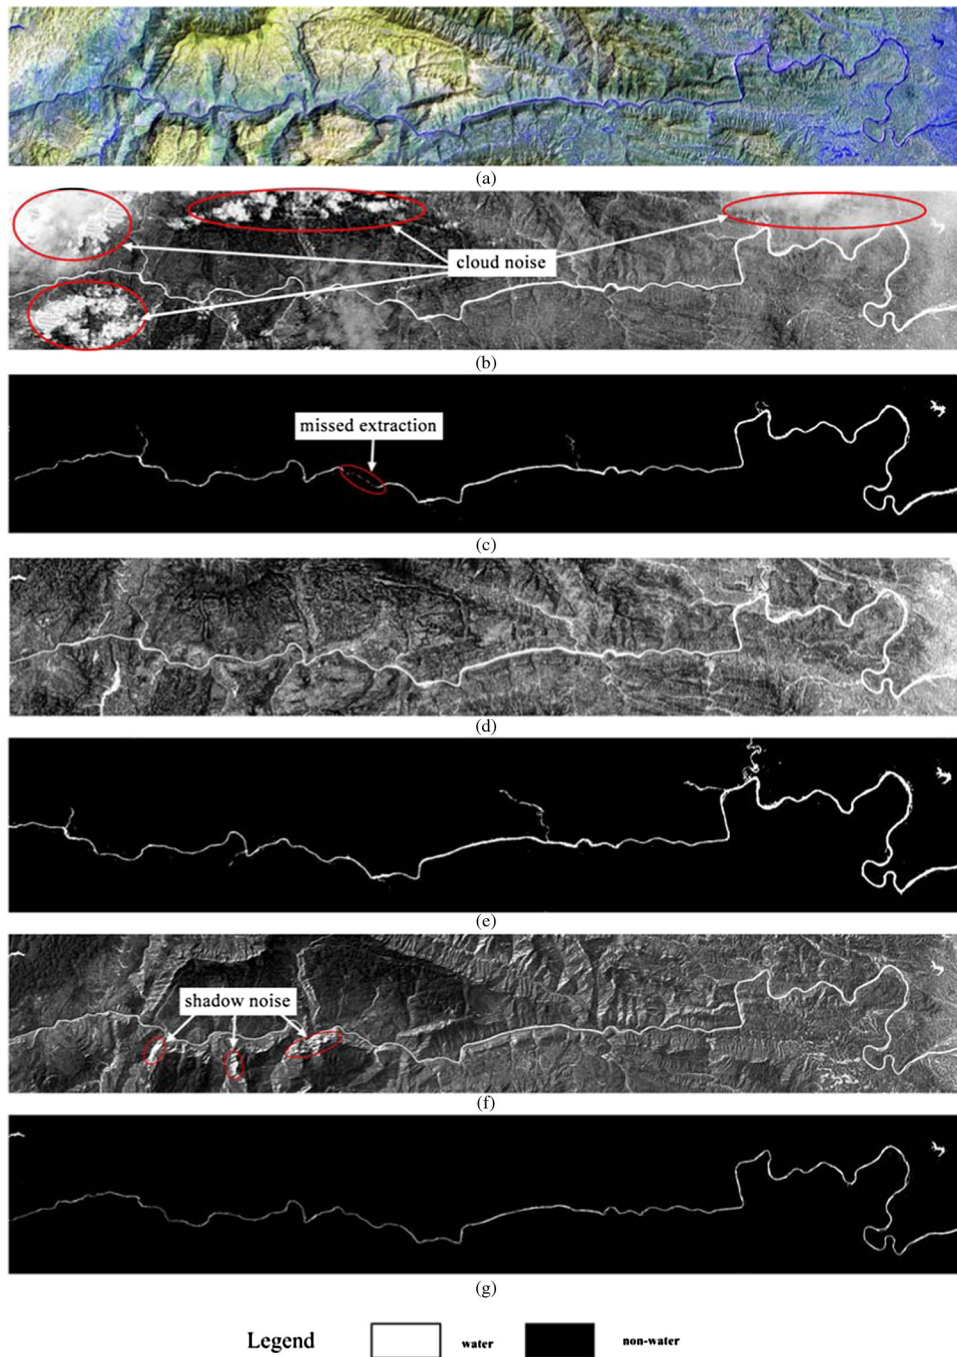 (a)
cloud noise
(b)
missed extraction
(c)
(d)
(e)
shadow noise
(f)
(g)
Legend water non-water